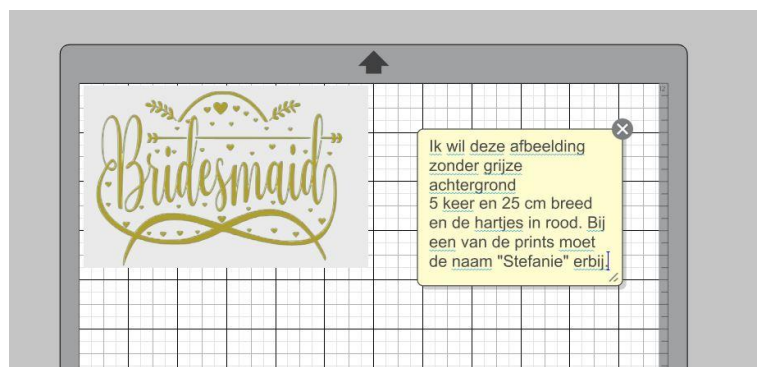 Bridesmaid
Ik wil deze afbeelding
zonder grijze
achtergrond
5 keer en 25 cm breed
en de hartjes in rood. Bij
een van de prints moet
de naam "Stefanie" erbij.
12